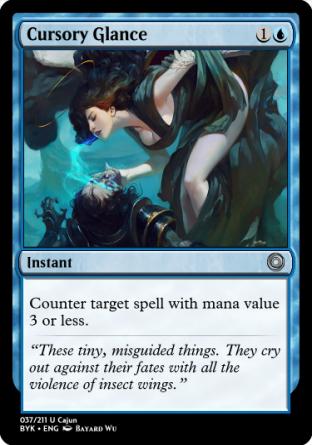 Cursory Glance 1
Instant
Counter target spell with mana value
3 or less.
“These tiny, misguided things. They cry
out against their fates with all the
violence of insect wings.”
037/211 U Cajun
BYK • ENG Bayard Wu